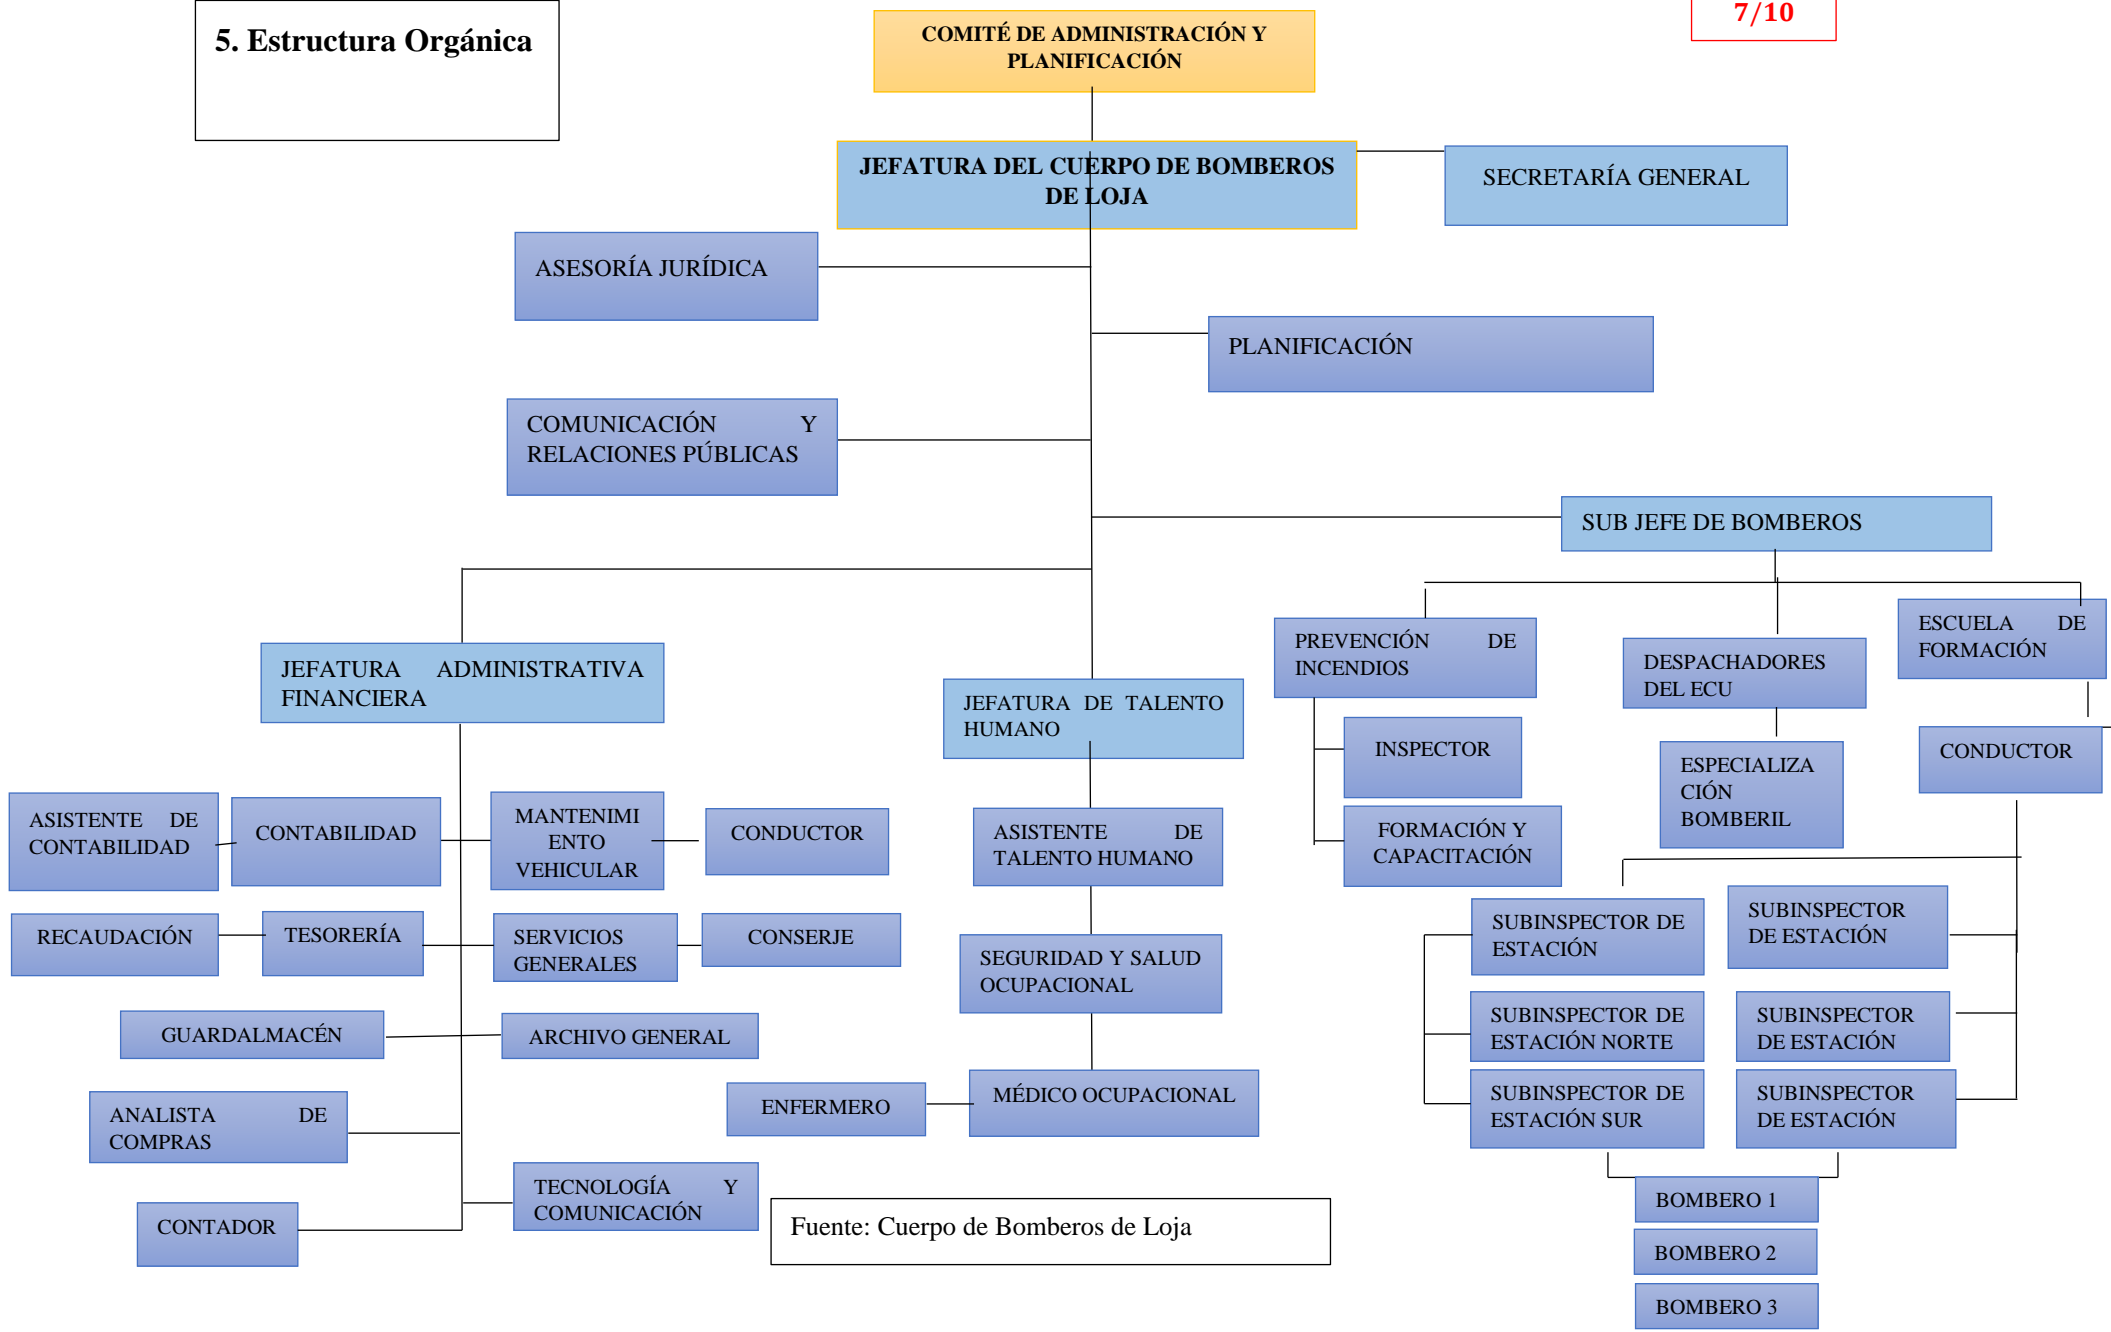 5. Estructura Orgánica
7/10
COMITÉ DE ADMINISTRACIÓN Y
PLANIFICACIÓN
JEFATURA DEL CUERPO DE BOMBEROS
DE LOJA
SECRETARÍA GENERAL
ASESORÍA JURÍDICA
PLANIFICACIÓN
COMUNICACIÓN Y
RELACIONES PÚBLICAS
SUB JEFE DE BOMBEROS
JEFATURA ADMINISTRATIVA
FINANCIERA
JEFATURA DE TALENTO
HUMANO
PREVENCIÓN DE
INCENDIOS
DESPACHADORES
DEL ECU
ESCUELA DE
FORMACIÓN
INSPECTOR
ESPECIALIZA
CIÓN
BOMBERIL
CONDUCTOR
FORMACIÓN Y
CAPACITACIÓN
ASISTENTE DE
CONTABILIDAD
CONTABILIDAD
MANTENIMI
ENTO
VEHICULAR
CONDUCTOR
ASISTENTE DE
TALENTO HUMANO
RECAUDACIÓN
TESORERÍA
SERVICIOS
GENERALES
CONSERJE
SEGURIDAD Y SALUD
OCUPACIONAL
SUBINSPECTOR DE
ESTACIÓN
SUBINSPECTOR
DE ESTACIÓN
GUARDALMACÉN
ARCHIVO GENERAL
SUBINSPECTOR DE
ESTACIÓN NORTE
SUBINSPECTOR
DE ESTACIÓN
ANALISTA DE
COMPRAS
ENFERMERO
MÉDICO OCUPACIONAL
SUBINSPECTOR DE
ESTACIÓN SUR
SUBINSPECTOR
DE ESTACIÓN
CONTADOR
TECNOLOGÍA Y
COMUNICACIÓN
Fuente: Cuerpo de Bomberos de Loja
BOMBERO 1
BOMBERO 2
BOMBERO 3